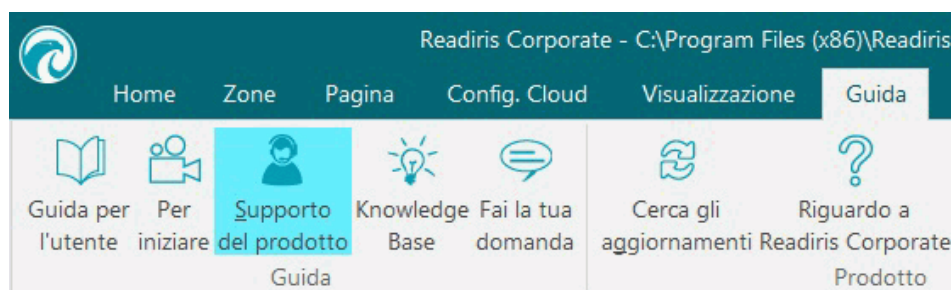 Readiris Corporate - C:\Program Files (x86)\Readiris
Home Zone Pagina Config. Cloud Visualizzazione Guida
Guida per Per Supporto Knowledge Fai la tua Cerca gli Riguardo a
l'utente iniziare del prodotto Base domanda aggiornamenti Readiris Corporate
Guida Prodotto